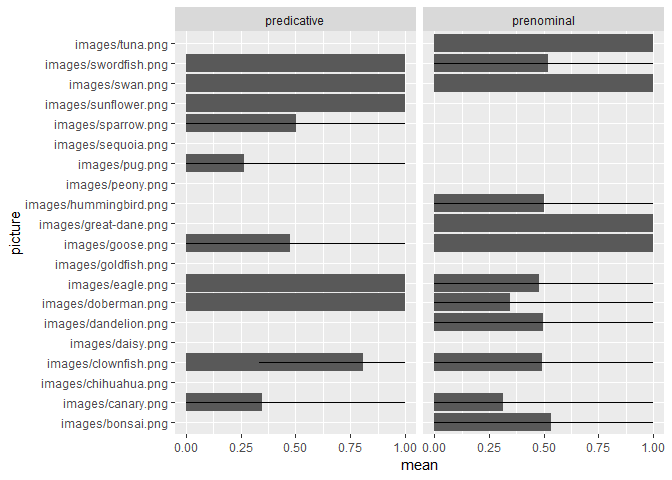 predicative
prenominal
images/tuna.png
images/swordfish.png
images/swan.png
images/sunflower.png
images/sparrow.png
images/sequoia.png
images/pug.png
images/peony.png
images/hummingbird.png
images/great-dane.png
images/goose.png
images/goldfish.png
images/eagle.png
images/doberman.png
images/dandelion.png
images/daisy.png
images/clownfish.png
images/chihuahua.png
images/canary.png
images/bonsai.png
picture
0.00 0.25 0.50 0.75 1.00
0.00 0.25 0.50 0.75 1.00
mean